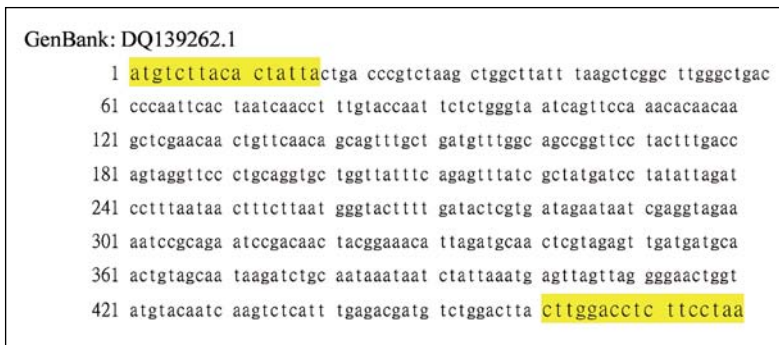 GenBank: DQ139262.1
1 atgtcttaca ctattactga cccgtctaag ctggcttatt taagctcggc ttgggctgac
61 cccaattcac taatcaacct ttgtaccaat tctctgggta atcagttcca aacacaacaa
121 gctcgaacaa ctgttcaaca gcagtttgct gatgtttggc agccggttcc tactttgacc
181 agtaggttcc ctgcaggtgc tggttatttc agagtttatc gctatgatcc tatattagat
241 cctttaataa ctttcttaat gggtactttt gatactcgtg atagaataat cgaggtagaa
301 aatccgcaga atccgacaac tacggaaaca ttagatgcaa ctcgtagagt tgatgatgca
361 actgtagcaa taagatctgc aataaataat ctattaaatg agttagttag gggaactggt
421 atgtacaatc aagtctcatt tgagacgatg tctggactta cttggacctc ttcctaa